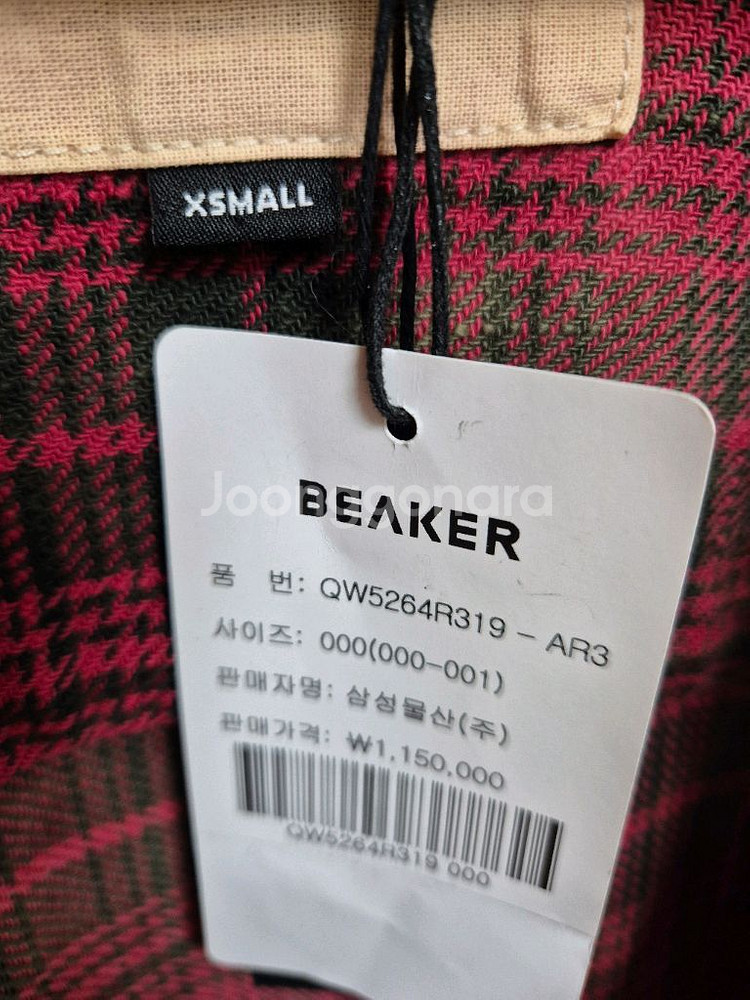 XSMALL
Joonggonara
BEAKER
품 번: QW5264R319 - AR3
사이즈: 000(000-001)
판매자명: 삼성물산(주)
판매가격: ₩1,150,000
QW5264R319 000